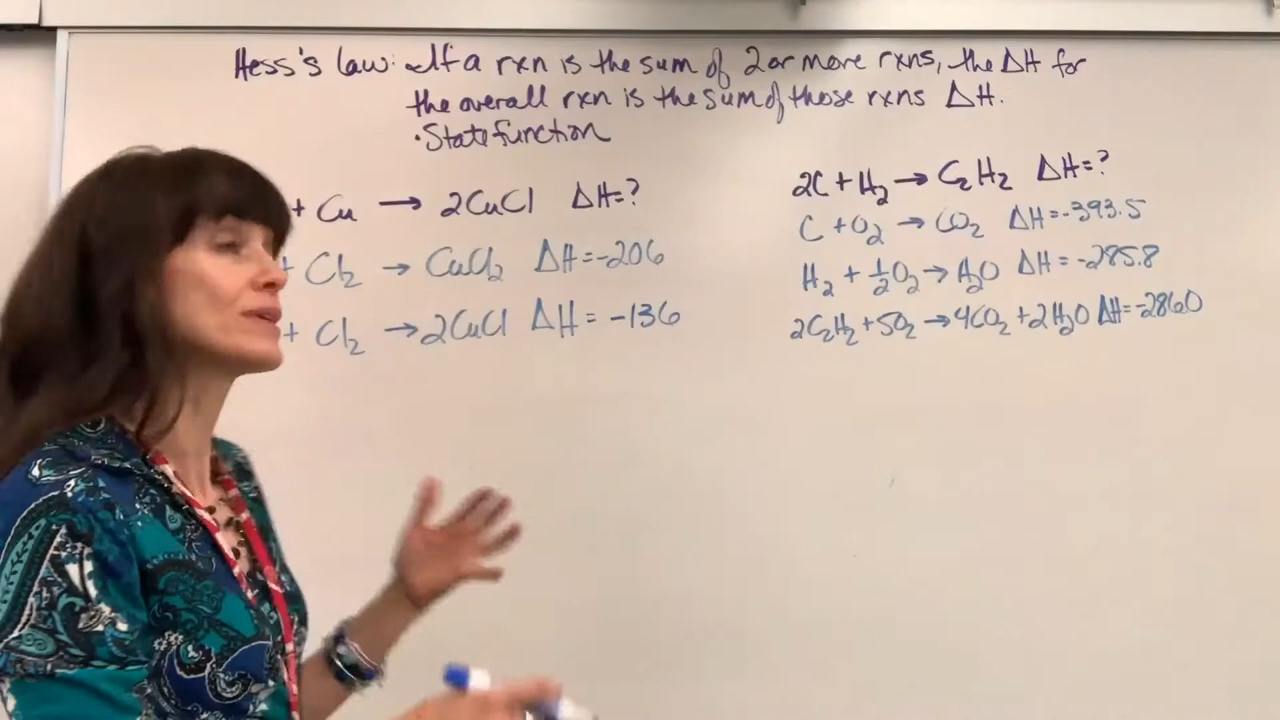 Hess's law: If a rxn is the sum of 2 or more rxns, the ΔH for
the overall rxn is the sum of those rxns ΔH.
• State function
+ Cu → 2CuCl ΔH=?
+ Cl₂ → CuCl₂ ΔH=-206
+ Cl₂ → 2CuCl ΔH = -136
2C + H₂ → C₂H₂ ΔH=?
C + O₂ → CO₂ ΔH=-393.5
H₂ + ½O₂ → H₂O ΔH = -285.8
2C₂H₂ + 5O₂ → 4CO₂ + 2H₂O ΔH=-2860